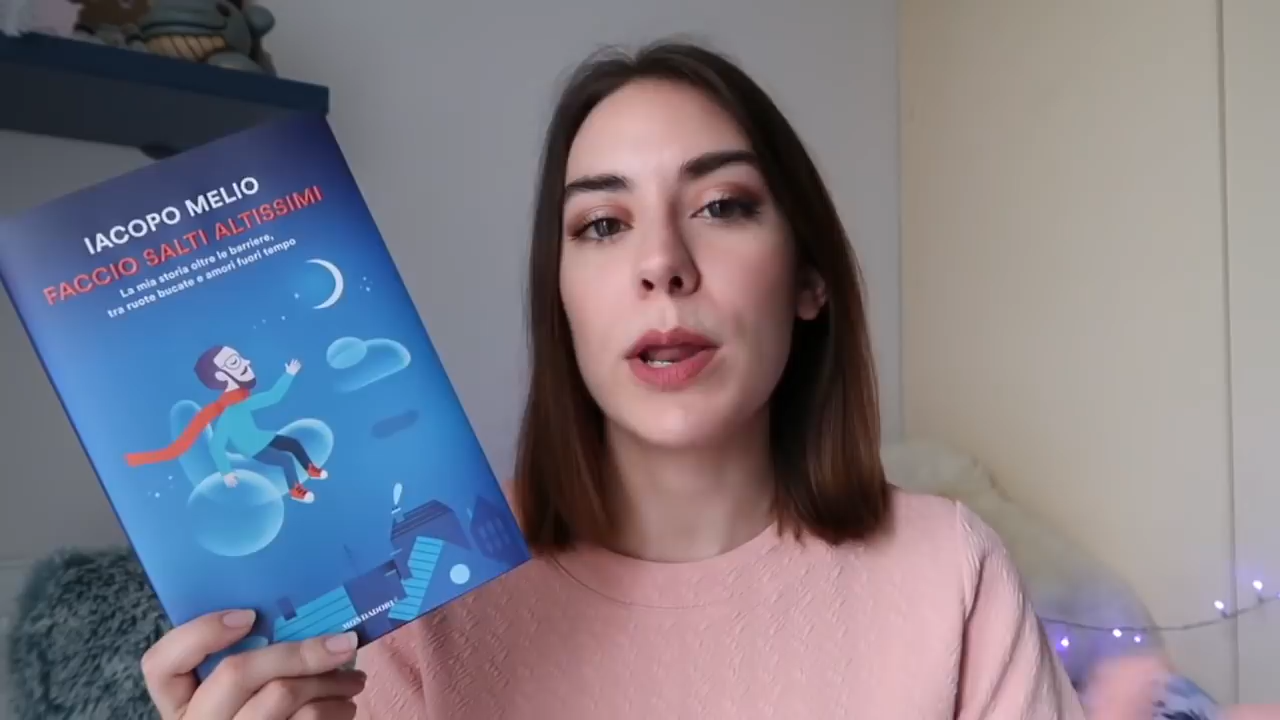 IACOPO MELIO
FACCIO SALTI ALTISSIMI
La mia storia oltre le barriere,
tra ruote bucate e amori fuori tempo
MONDADORI